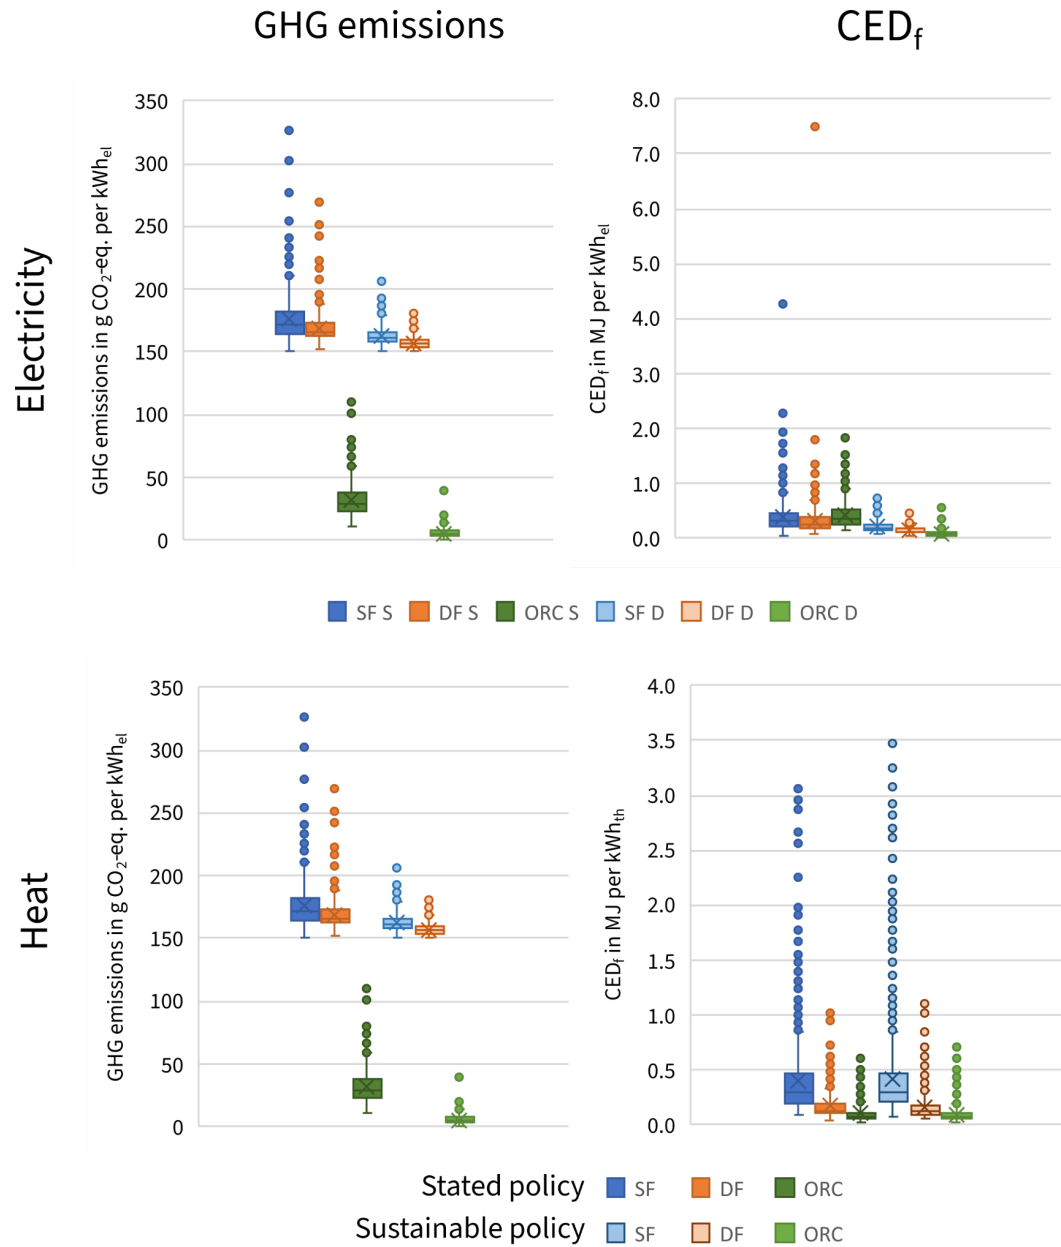 GHG emissions
CEDf
Electricity
GHG emissions in g CO2-eq. per kWhel
350
300
250
200
150
100
50
0
CEDf in MJ per kWhel
8.0
7.0
6.0
5.0
4.0
3.0
2.0
1.0
0.0
SF S
DF S
ORC S
SF D
DF D
ORC D
Heat
GHG emissions in g CO2-eq. per kWhel
350
300
250
200
150
100
50
0
CEDf in MJ per kWhth
4.0
3.5
3.0
2.5
2.0
1.5
1.0
0.5
0.0
Stated policy SF DF ORC
Sustainable policy SF DF ORC